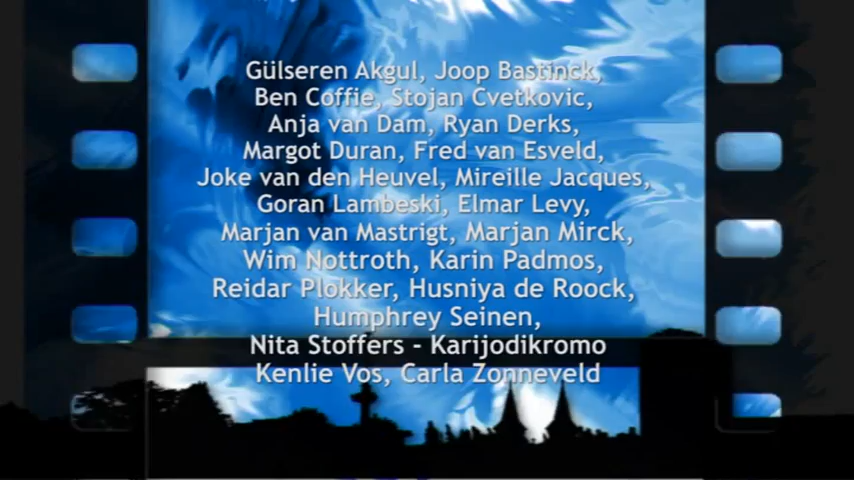 Gülseren Akgul, Joop Bastinck,
Ben Coffie, Stojan Cvetkovic,
Anja van Dam, Ryan Derks,
Margot Duran, Fred van Esveld,
Joke van den Heuvel, Mireille Jacques,
Goran Lambeski, Elmar Levy,
Marjan van Mastrigt, Marjan Mirck,
Wim Nottroth, Karin Padmos,
Reidar Plokker, Husniya de Roock,
Humphrey Seinen,
Nita Stoffers - Karijodikromo
Kenlie Vos, Carla Zonneveld